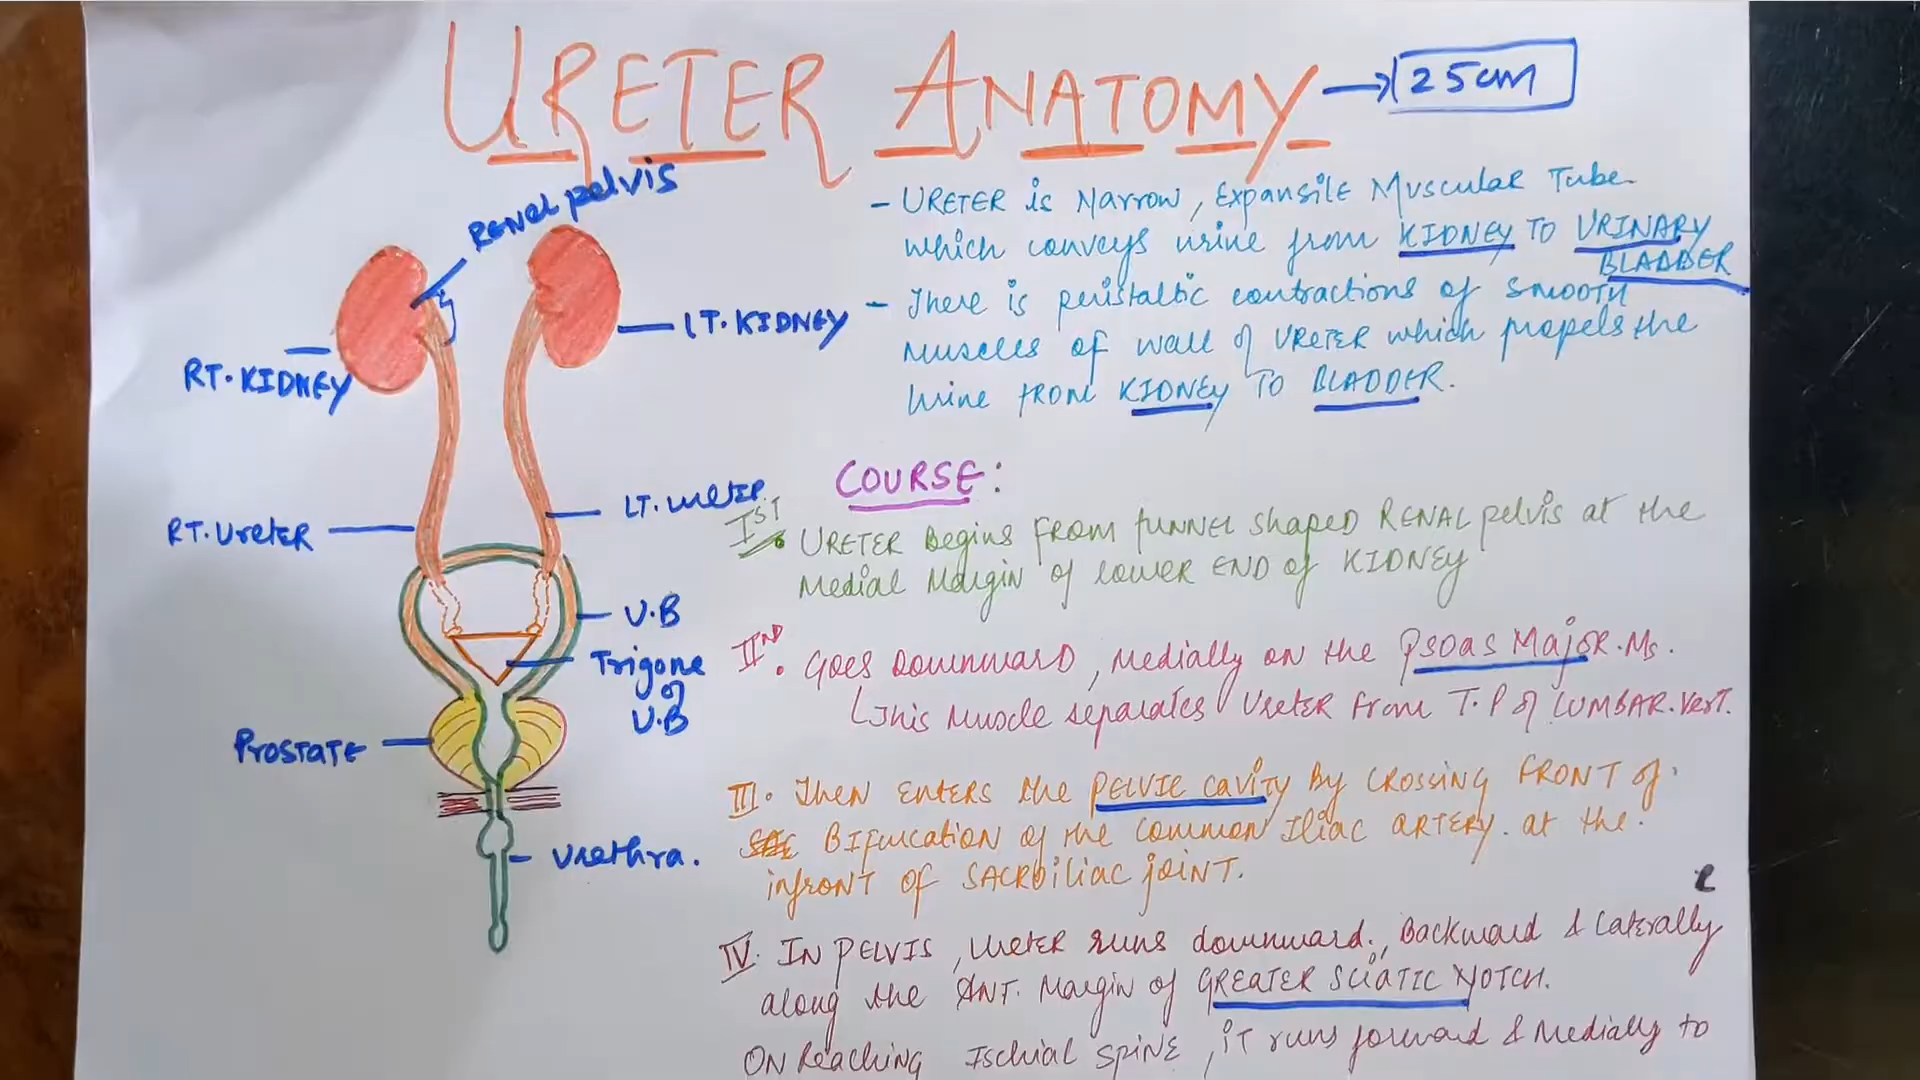 URETER ANATOMY → 25cm
RENal pelvis
LT. KIDNEY
RT. KIDNEY
LT. ureter
RT. UreteR
U.B
Trigone
of
U.B
ProstaTe
urethra.
- URETER is Narrow, Expansile Muscular Tube
which conveys urine from KIDNEY TO URINARY
BLADDER
- There is peristaltic contractions of smooth
Muscles of wall of URETER which propels the
Urine from KIDNEY TO BLADDER.
COURSE:
IST URETER Begins from funnel shaped RENAL pelvis at the
Medial Margin of lower END of KIDNEY
IIND. Goes Downward, Medially on the Psoas Major. Ms.
This Muscle separates Ureter from T.P of LUMBAR. Vert.
III. Then ENTERS the PELVIC cavity By crossing FRONT of
Bifurcation of the common Iliac ARTERY. at the
infront of SACROiliac joint.
IV. IN PELVIS, Ureter runs downward, Backward & Laterally
along the ANT. Margin of GREATER SCIATIC NOTCH.
ON Reaching Ischial SPINE, iT runs forward & Medially to